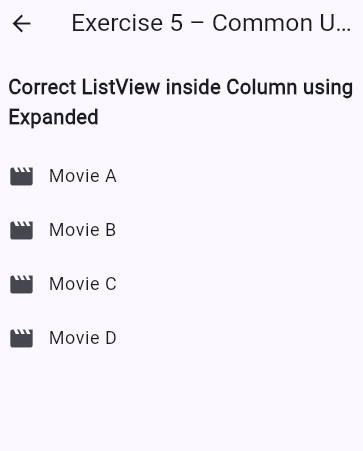 Exercise 5 – Common U...
Correct ListView inside Column using
Expanded
Movie A
Movie B
Movie C
Movie D